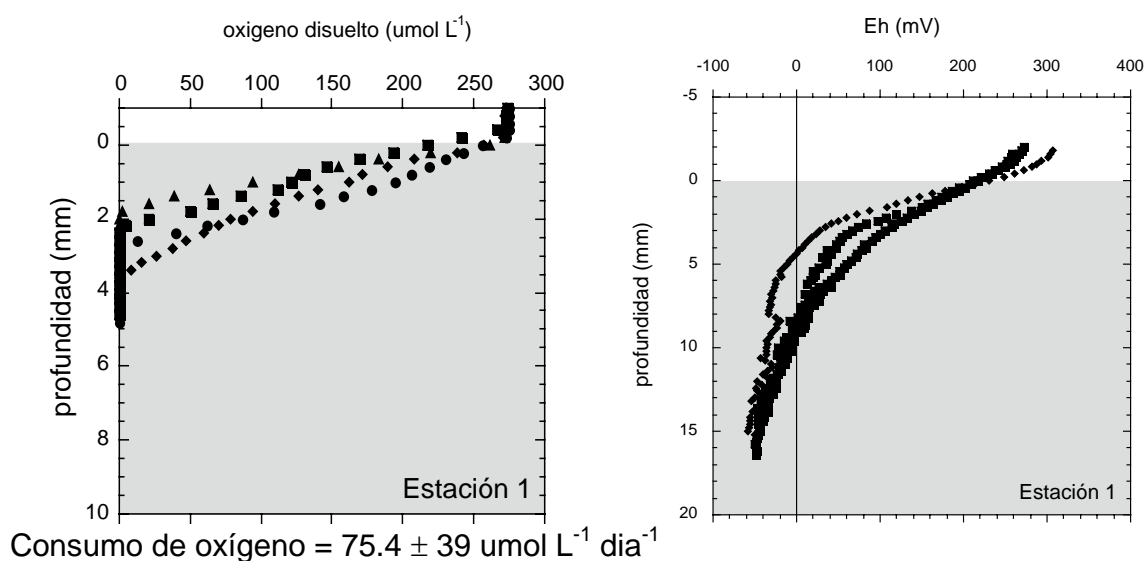 oxigeno disuelto (umol L⁻¹)
0 50 100 150 200 250 300
0
2
4
6
8
10
profundidad (mm)
Estación 1
Eh (mV)
-100 0 100 200 300 400
-5
0
5
10
15
20
profundidad (mm)
Estación 1
Consumo de oxígeno = 75.4 ± 39 umol L⁻¹ dia⁻¹